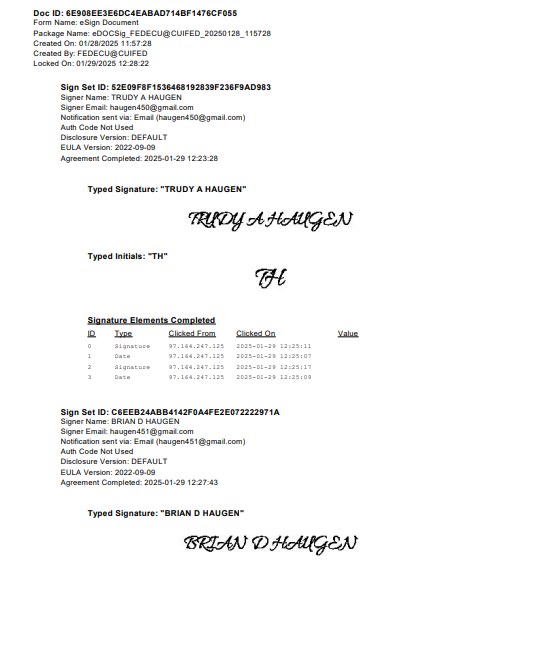 Doc ID: 6E908EE3E6DC4EABAD714BF1476CF055
Form Name: eSign Document
Package Name: eDOCSig_FEDECU@CUIFED_20250128_115728
Created On: 01/28/2025 11:57:28
Created By: FEDECU@CUIFED
Locked On: 01/29/2025 12:28:22
Sign Set ID: 52E09F8F1536468192839F236F9AD983
Signer Name: TRUDY A HAUGEN
Signer Email: haugen450@gmail.com
Notification sent via: Email (haugen450@gmail.com)
Auth Code Not Used
Disclosure Version: DEFAULT
EULA Version: 2022-09-09
Agreement Completed: 2025-01-29 12:23:28
Typed Signature: "TRUDY A HAUGEN"
TRUDY A HAUGEN
Typed Initials: "TH"
TH
Signature Elements Completed
ID Type Clicked From Clicked On Value
0 Signature 97.164.247.125 2025-01-29 12:25:11
1 Date 97.164.247.125 2025-01-29 12:25:07
2 Signature 97.164.247.125 2025-01-29 12:25:17
3 Date 97.164.247.125 2025-01-29 12:25:09
Sign Set ID: C6EEB24ABB4142F0A4FE2E072222971A
Signer Name: BRIAN D HAUGEN
Signer Email: haugen451@gmail.com
Notification sent via: Email (haugen451@gmail.com)
Auth Code Not Used
Disclosure Version: DEFAULT
EULA Version: 2022-09-09
Agreement Completed: 2025-01-29 12:27:43
Typed Signature: "BRIAN D HAUGEN"
BRIAN D HAUGEN